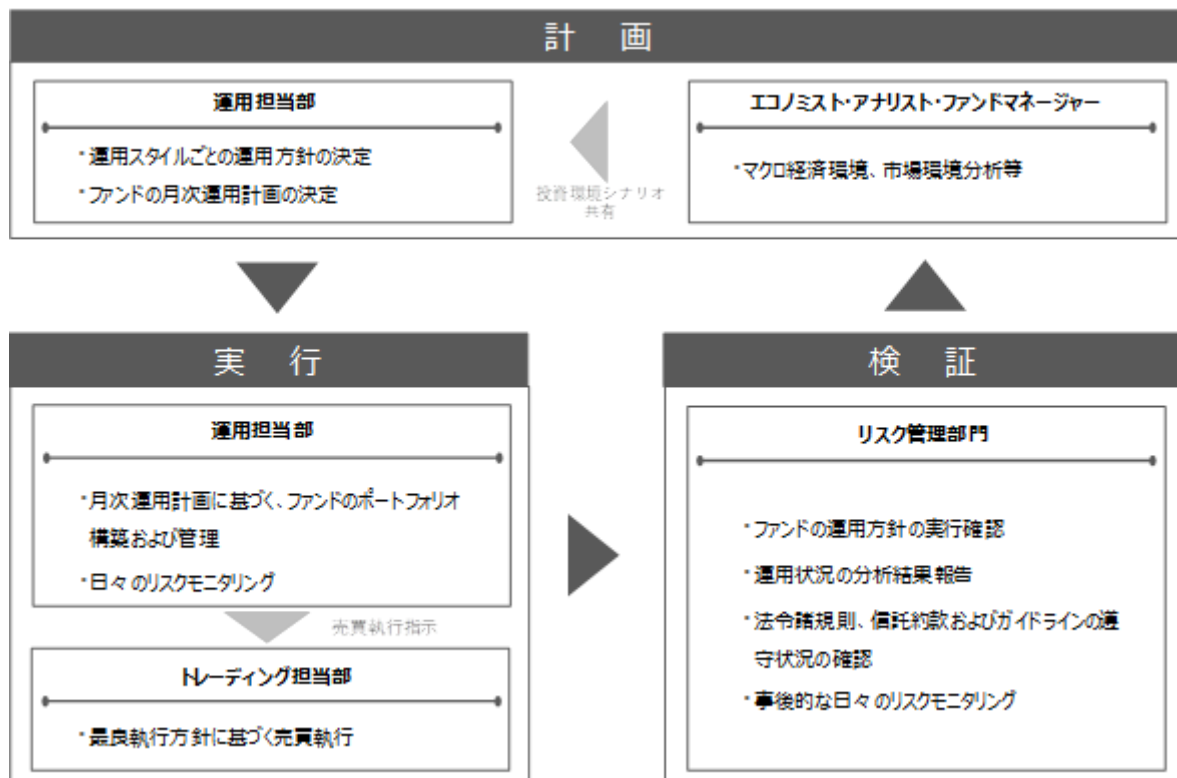 計 画
運用担当部
・運用スタイルごとの運用方針の決定
・ファンドの月次運用計画の決定
投資環境シナリオ
共有
エコノミスト・アナリスト・ファンドマネージャー
・マクロ経済環境、市場環境分析等
実 行
運用担当部
・月次運用計画に基づく、ファンドのポートフォリオ
構築および管理
・日々のリスクモニタリング
売買執行指示
トレーディング担当部
・最良執行方針に基づく売買執行
検 証
リスク管理部門
・ファンドの運用方針の実行確認
・運用状況の分析結果報告
・法令諸規則、信託約款およびガイドラインの遵
守状況の確認
・事後的な日々のリスクモニタリング